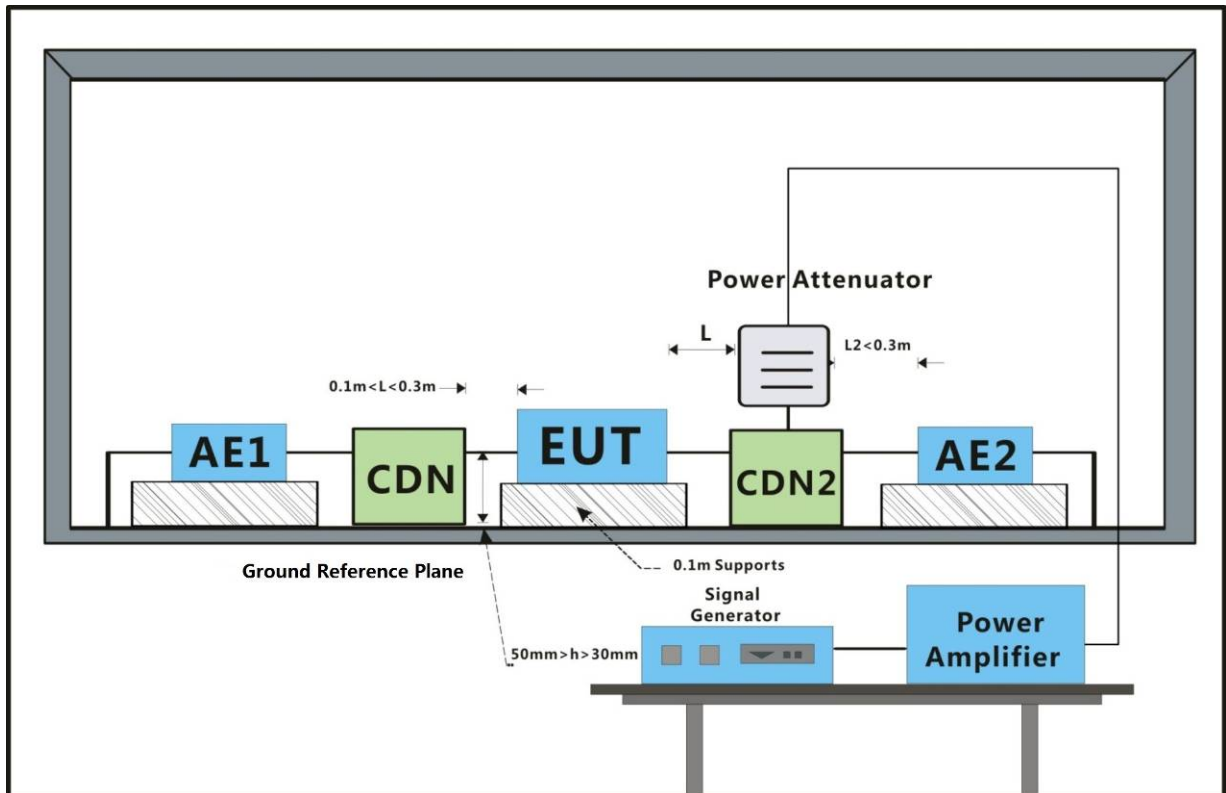 Power Attenuator
L
L2<0.3m
0.1m<L<0.3m
AE1
CDN
EUT
CDN2
AE2
Ground Reference Plane
0.1m Supports
Signal
Generator
50mm>h>30mm
Power
Amplifier